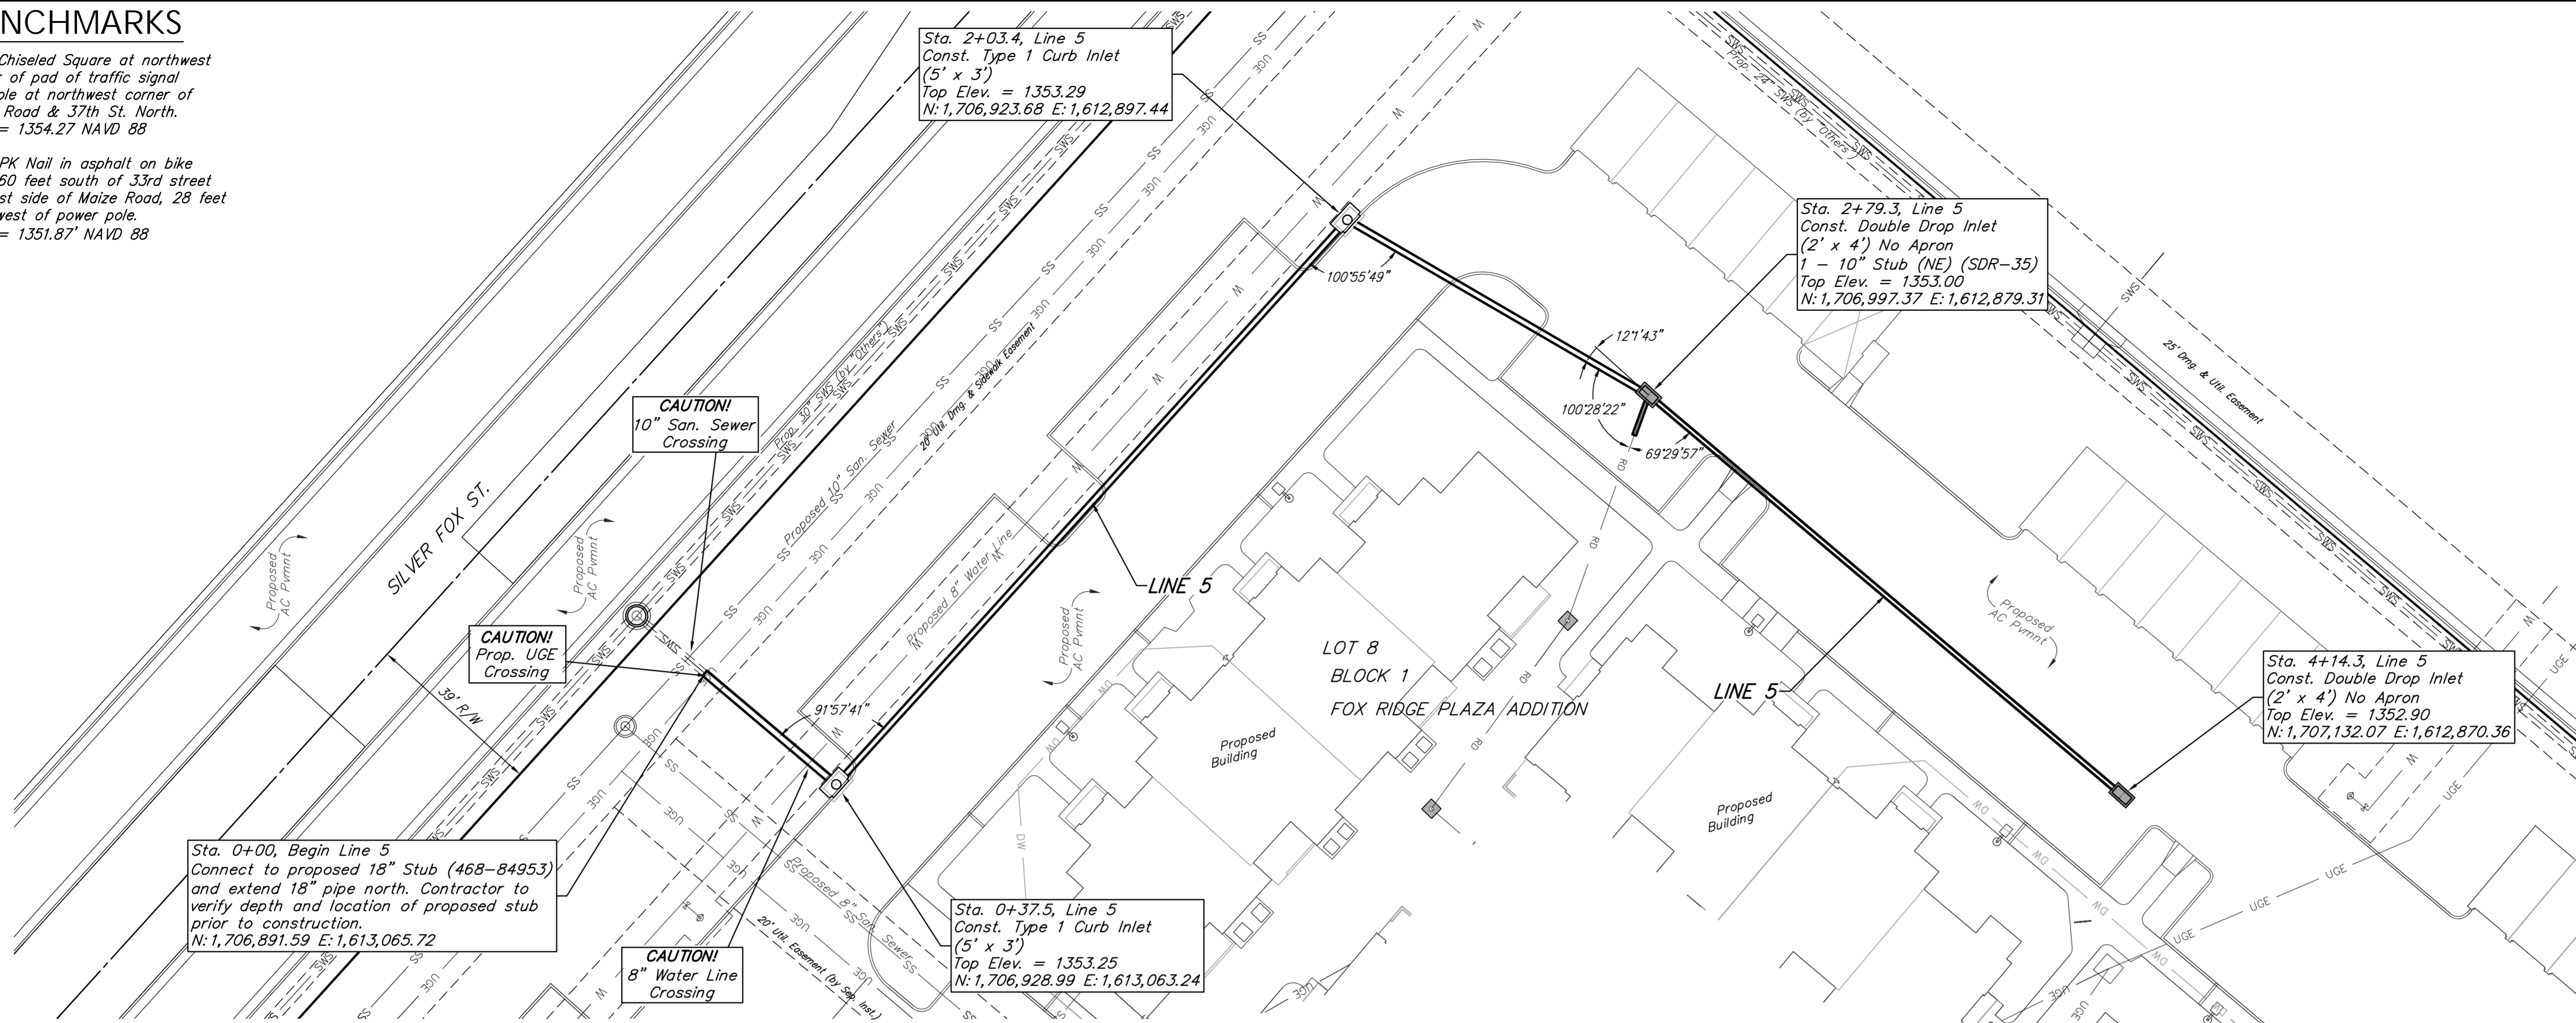 NCHMARKS
Chiseled Square at northwest
of pad of traffic signal
ole at northwest corner of
Road & 37th St. North.
= 1354.27 NAVD 88
PK Nail in asphalt on bike
60 feet south of 33rd street
st side of Maize Road, 28 feet
west of power pole.
= 1351.87' NAVD 88
Sta. 2+03.4, Line 5
Const. Type 1 Curb Inlet
(5' x 3')
Top Elev. = 1353.29
N:1,706,923.68 E:1,612,897.44
Sta. 2+79.3, Line 5
Const. Double Drop Inlet
(2' x 4') No Apron
1 - 10" Stub (NE) (SDR-35)
Top Elev. = 1353.00
N:1,706,997.37 E:1,612,879.31
Prop. 24" SWS (by "Others")
25' Drng. & Util. Easement
100°55'49"
12°1'43"
100°28'22"
69°29'57"
91°57'41"
CAUTION!
10" San. Sewer
Crossing
Prop. 30" SWS (by "Others")
20' Util. Drng. & Sidewalk Easement
Proposed 10" San. Sewer
Proposed 8" Water Line
SILVER FOX ST.
Proposed
AC Pvmnt
Proposed
AC Pvmnt
Proposed
AC Pvmnt
Proposed
AC Pvmnt
LINE 5
LINE 5
CAUTION!
Prop. UGE
Crossing
39' R/W
LOT 8
BLOCK 1
FOX RIDGE PLAZA ADDITION
Proposed
Building
Proposed
Building
Sta. 4+14.3, Line 5
Const. Double Drop Inlet
(2' x 4') No Apron
Top Elev. = 1352.90
N:1,707,132.07 E:1,612,870.36
Sta. 0+00, Begin Line 5
Connect to proposed 18" Stub (468-84953)
and extend 18" pipe north. Contractor to
verify depth and location of proposed stub
prior to construction.
N:1,706,891.59 E:1,613,065.72
Sta. 0+37.5, Line 5
Const. Type 1 Curb Inlet
(5' x 3')
Top Elev. = 1353.25
N:1,706,928.99 E:1,613,063.24
CAUTION!
8" Water Line
Crossing
Proposed 8" San. Sewer
20' Util. Easement (by Sep. Inst.)
SWS
SS
UGE
W
RD
DW